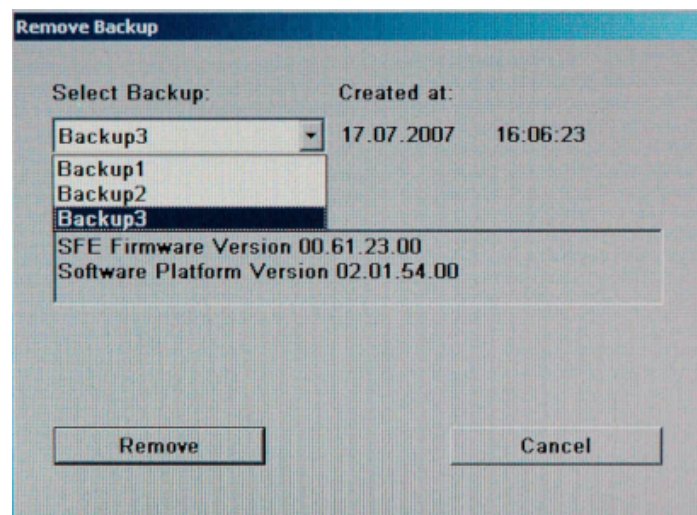 Remove Backup
Select Backup: Created at:
Backup3 17.07.2007 16:06:23
Backup1
Backup2
Backup3
SFE Firmware Version 00.61.23.00
Software Platform Version 02.01.54.00
Remove Cancel